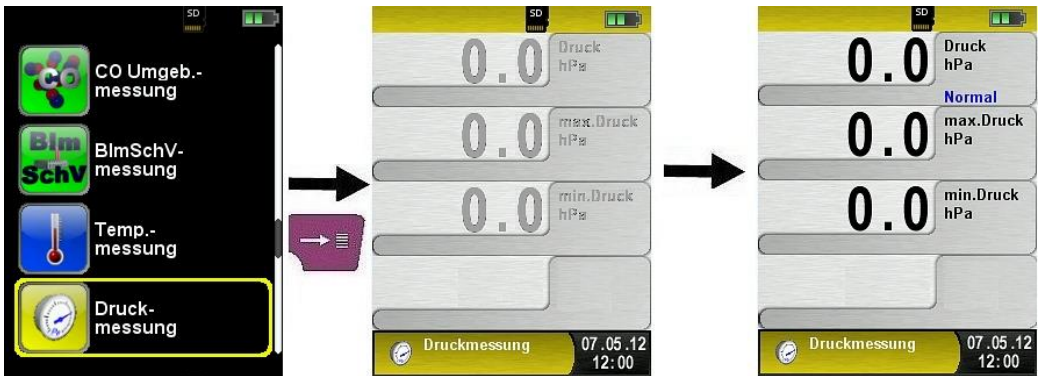 SD
CO
CO Umgeb.-
messung
BIm
SchV
BImSchV-
messung
Temp.-
messung
Druck-
messung
SD
0.0
Druck
hPa
0.0
max.Druck
hPa
0.0
min.Druck
hPa
Druckmessung
07.05.12
12:00
SD
0.0
Druck
hPa
Normal
0.0
max.Druck
hPa
0.0
min.Druck
hPa
Druckmessung
07.05.12
12:00